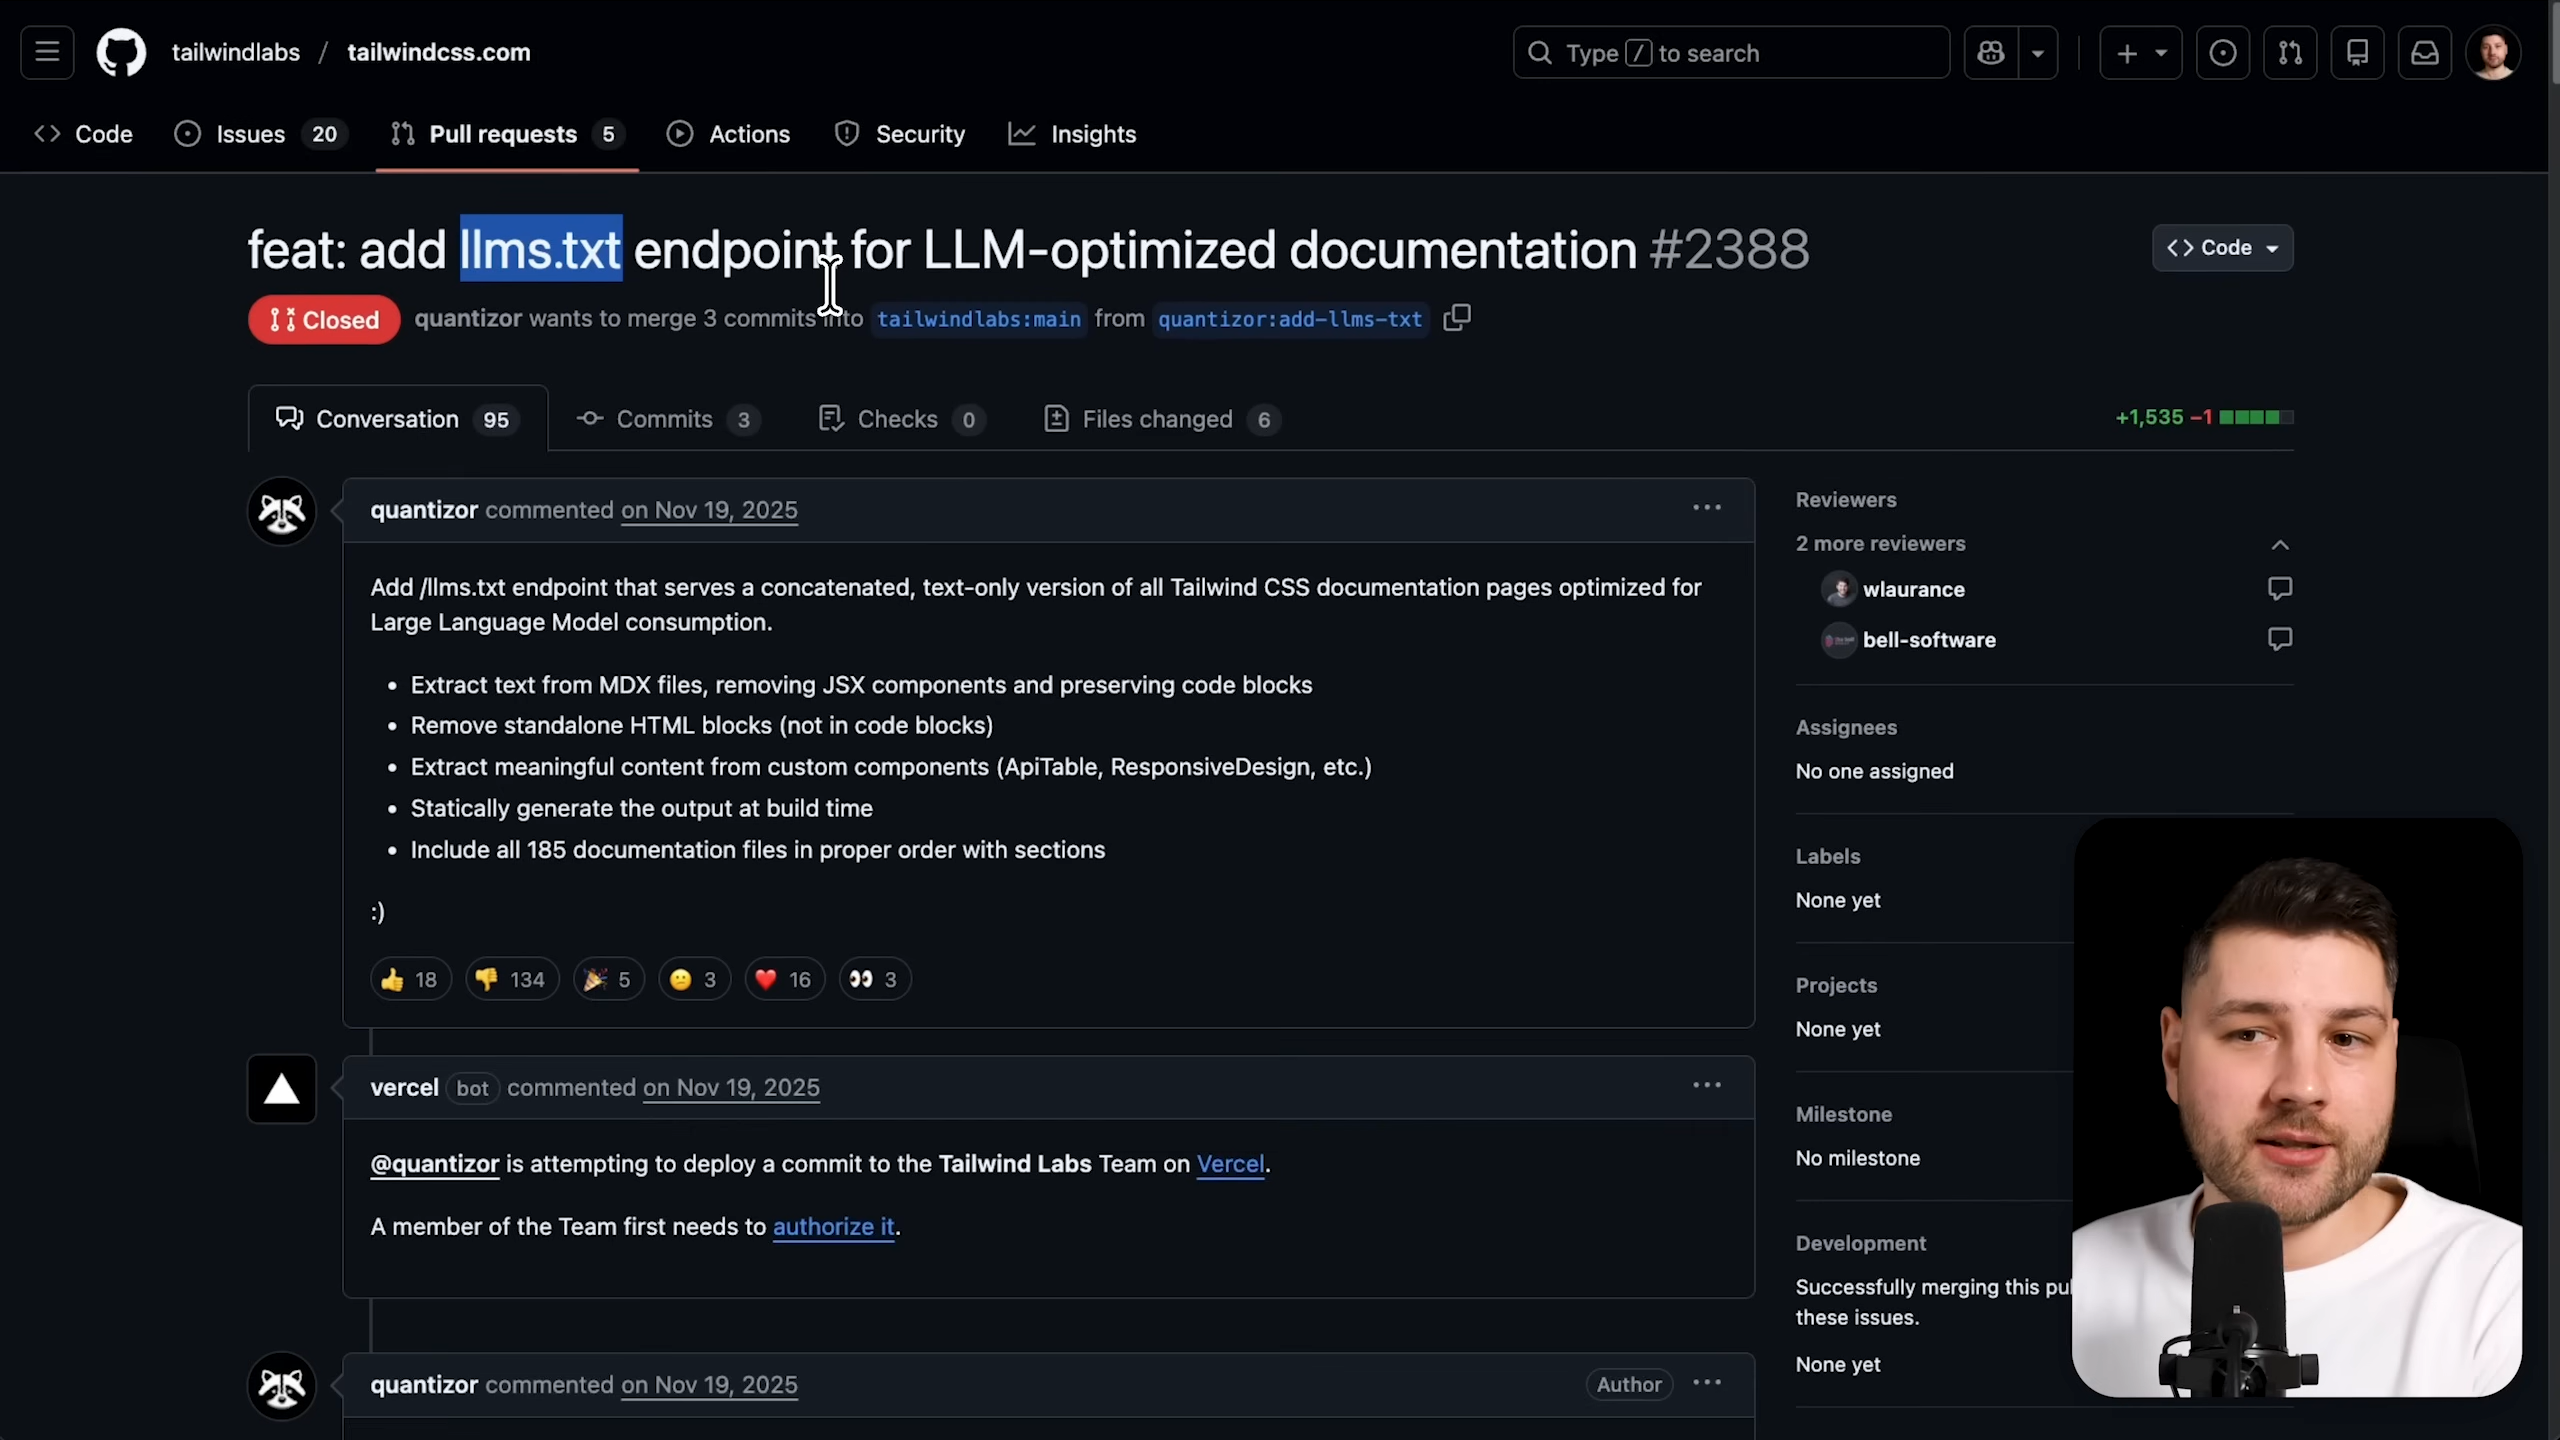 tailwindlabs / tailwindcss.com
Type / to search
Code
Issues 20
Pull requests 5
Actions
Security
Insights
feat: add llms.txt endpoint for LLM-optimized documentation #2388
Code
Closed
quantizor wants to merge 3 commits into tailwindlabs:main from quantizor:add-llms-txt
Conversation 95
Commits 3
Checks 0
Files changed 6
+1,535 −1
quantizor commented on Nov 19, 2025
Add /llms.txt endpoint that serves a concatenated, text-only version of all Tailwind CSS documentation pages optimized for
Large Language Model consumption.
• Extract text from MDX files, removing JSX components and preserving code blocks
• Remove standalone HTML blocks (not in code blocks)
• Extract meaningful content from custom components (ApiTable, ResponsiveDesign, etc.)
• Statically generate the output at build time
• Include all 185 documentation files in proper order with sections
:)
👍 18 👎 134 🎉 5 😕 3 ❤️ 16 👀 3
vercel bot commented on Nov 19, 2025
@quantizor is attempting to deploy a commit to the Tailwind Labs Team on Vercel.
A member of the Team first needs to authorize it.
quantizor commented on Nov 19, 2025
Author
Reviewers
2 more reviewers
wlaurance
bell-software
Assignees
No one assigned
Labels
None yet
Projects
None yet
Milestone
No milestone
Development
Successfully merging this
these issues.
None yet